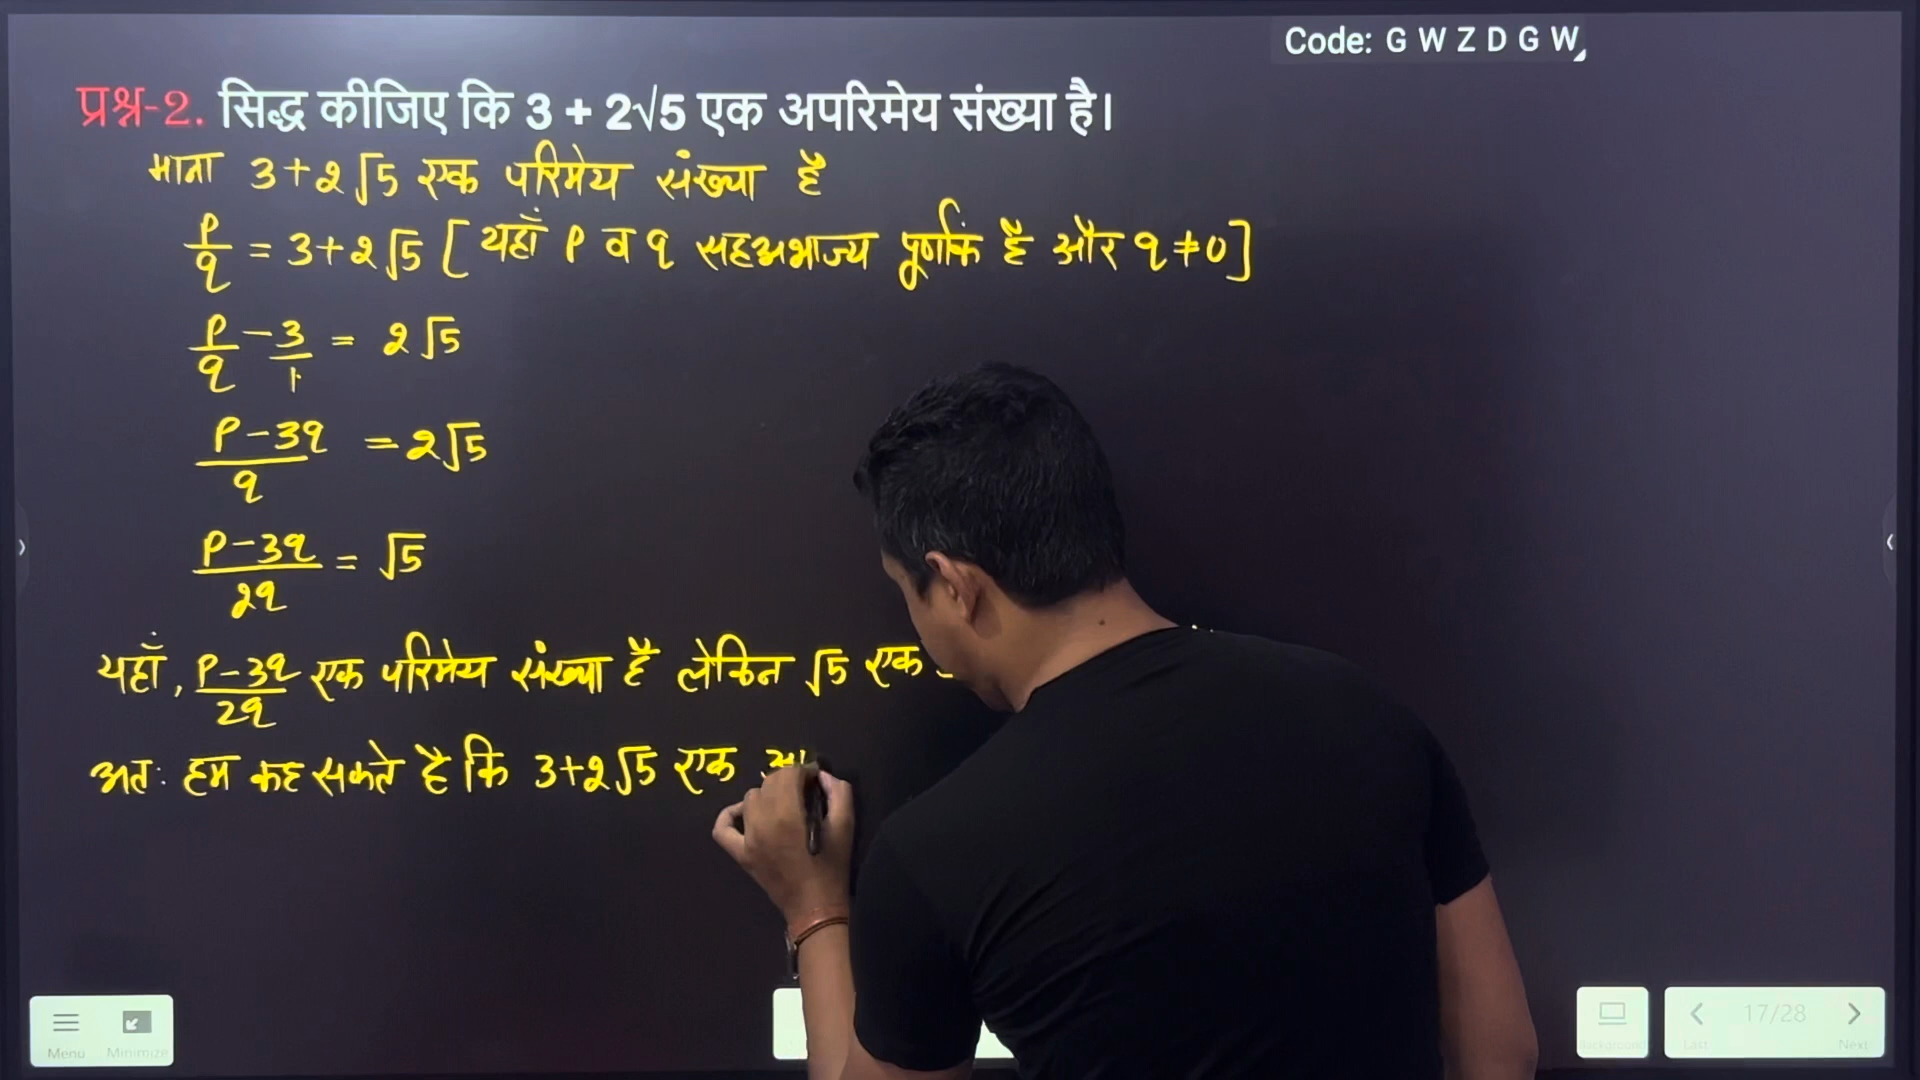 Code: G W Z D G W
प्रश्न-2. सिद्ध कीजिए कि 3 + 2√5 एक अपरिमेय संख्या है।
माना 3+2√5 एक परिमेय संख्या है
p/q = 3+2√5 [यहाँ p व q सहअभाज्य पूर्णांक है और q ≠ 0]
p/q - 3/1 = 2√5
p-3q/q = 2√5
p-3q/2q = √5
यहाँ, p-3q/2q एक परिमेय संख्या है लेकिन √5 एक
अतः हम कह सकते है कि 3+2√5 एक
Menu Minimize
17/28
Last Next